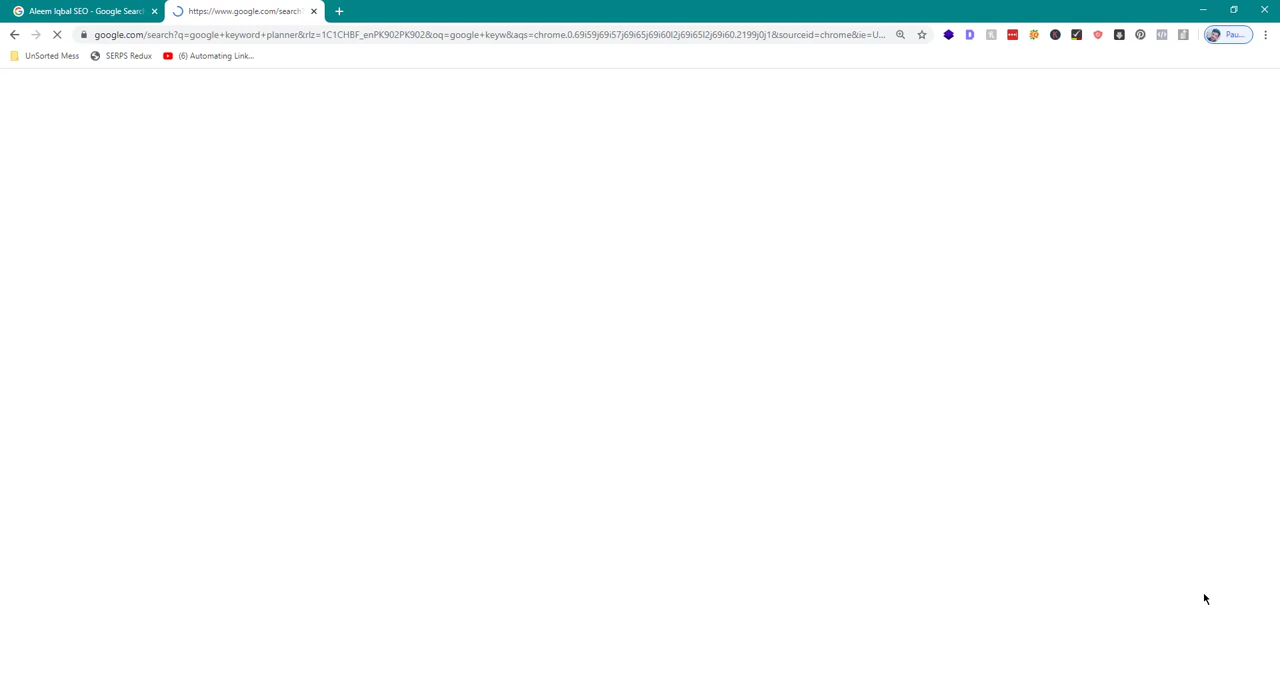 Aleem Iqbal SEO - Google Search
https://www.google.com/search?
google.com/search?q=google+keyword+planner&rlz=1C1CHBF_enPK902PK902&oq=google+keyw&aqs=chrome.0.69i59j69i57j69i65j69i60l2j69i65l2j69i60.2199j0j1&sourceid=chrome&ie=U...
Pau...
UnSorted Mess
SERPS Redux
(6) Automating Link...